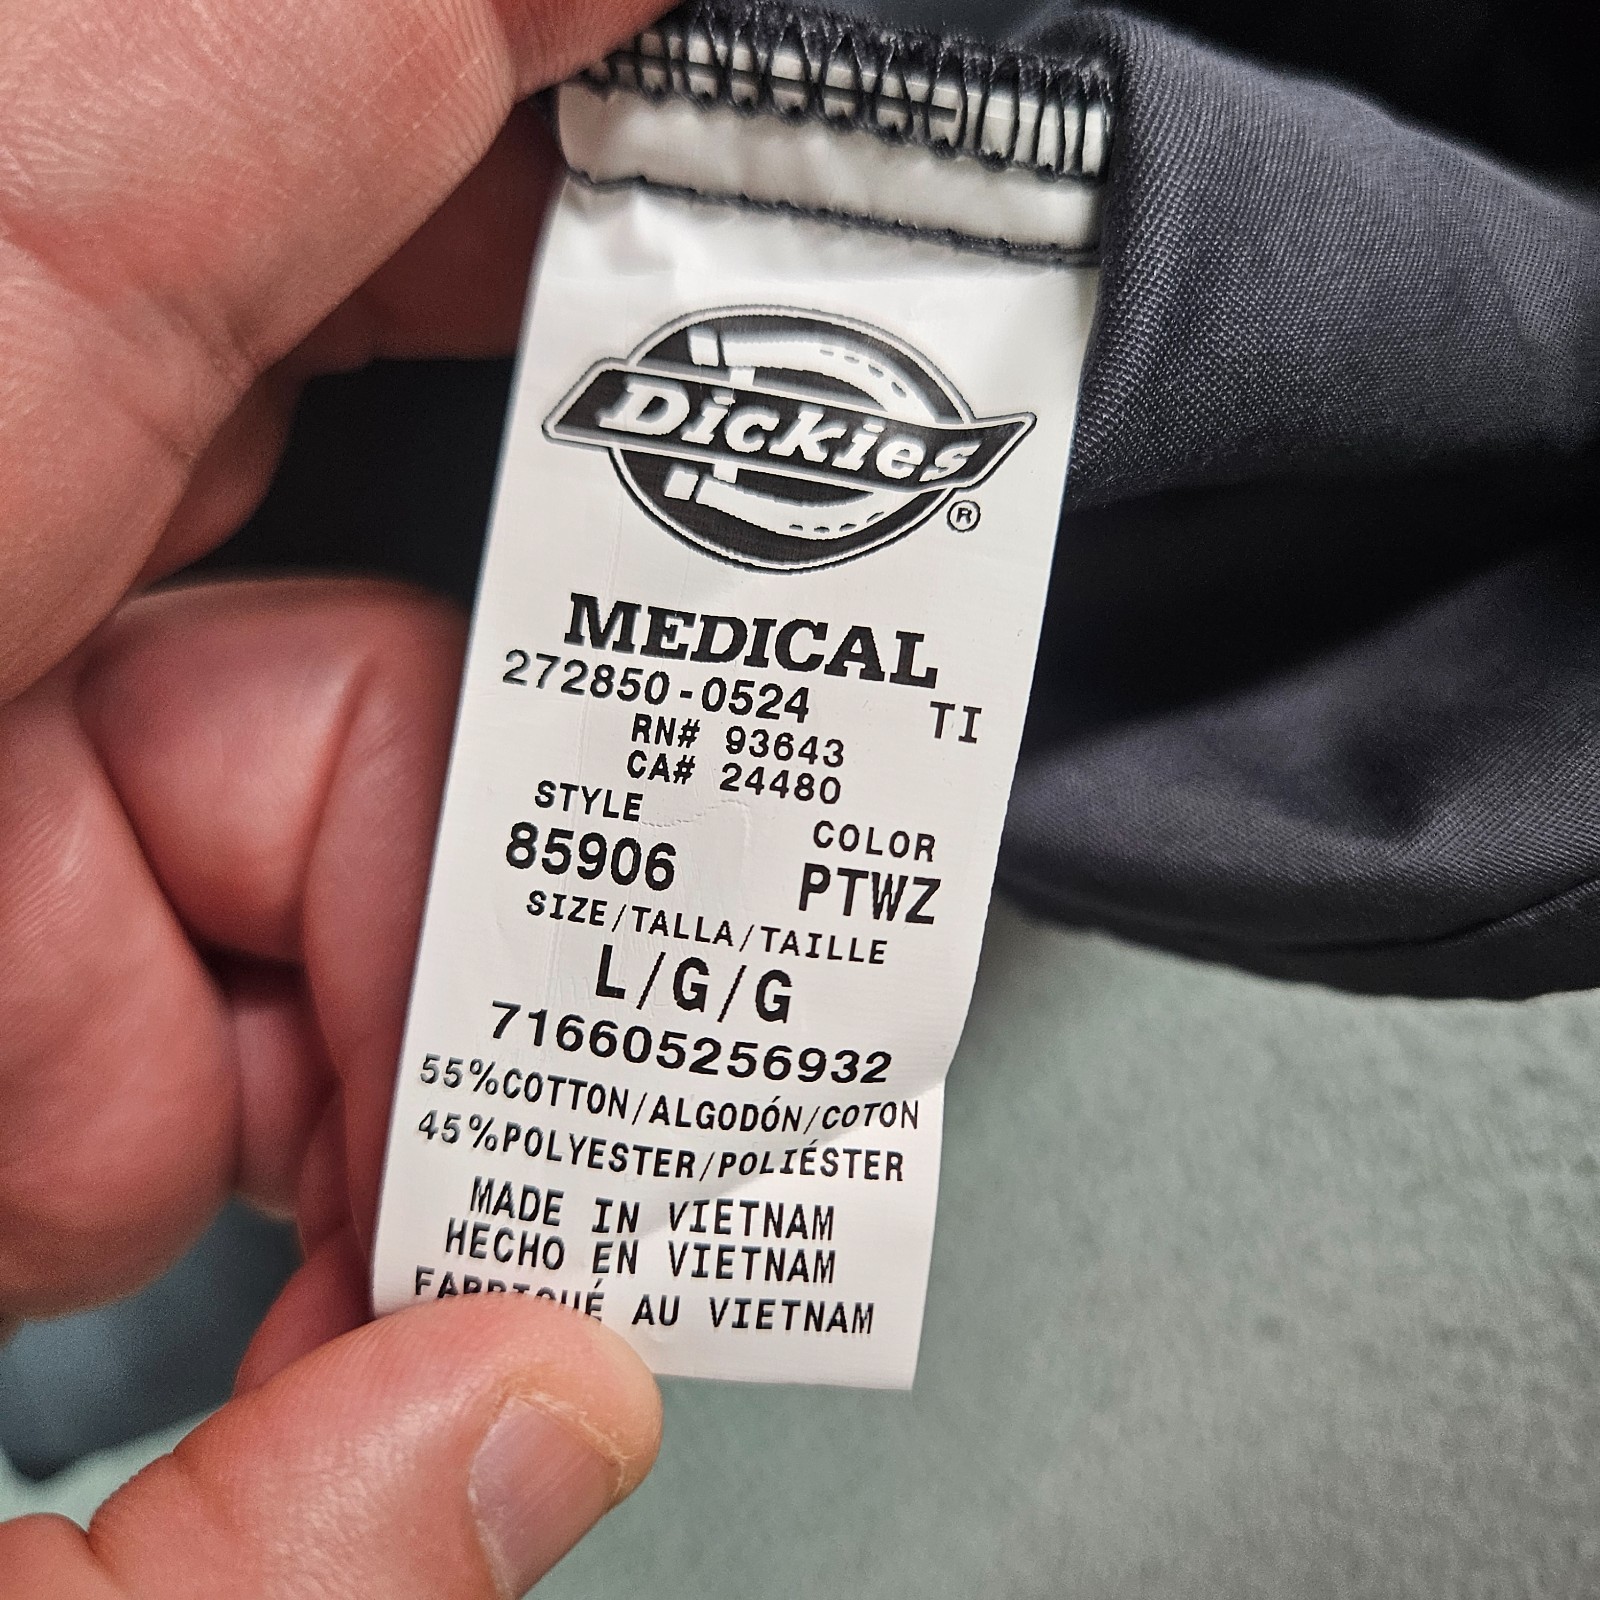 Dickies®
MEDICAL
272850-0524 TI
RN# 93643
CA# 24480
STYLE COLOR
85906 PTWZ
SIZE/TALLA/TAILLE
L/G/G
716605256932
55%COTTON/ALGODÓN/COTON
45%POLYESTER/POLIÉSTER
MADE IN VIETNAM
HECHO EN VIETNAM
FABRIQUÉ AU VIETNAM